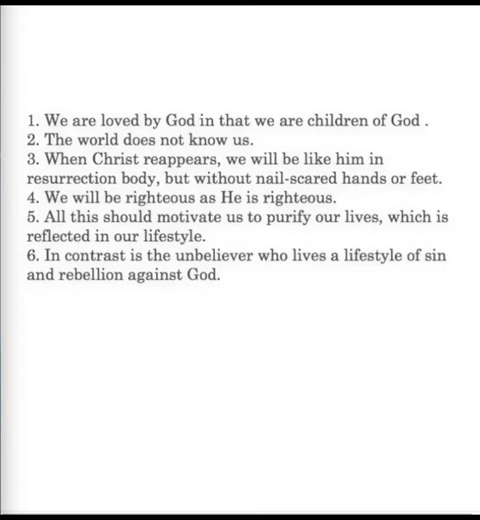 1. We are loved by God in that we are children of God .
2. The world does not know us.
3. When Christ reappears, we will be like him in
resurrection body, but without nail-scared hands or feet.
4. We will be righteous as He is righteous.
5. All this should motivate us to purify our lives, which is
reflected in our lifestyle.
6. In contrast is the unbeliever who lives a lifestyle of sin
and rebellion against God.